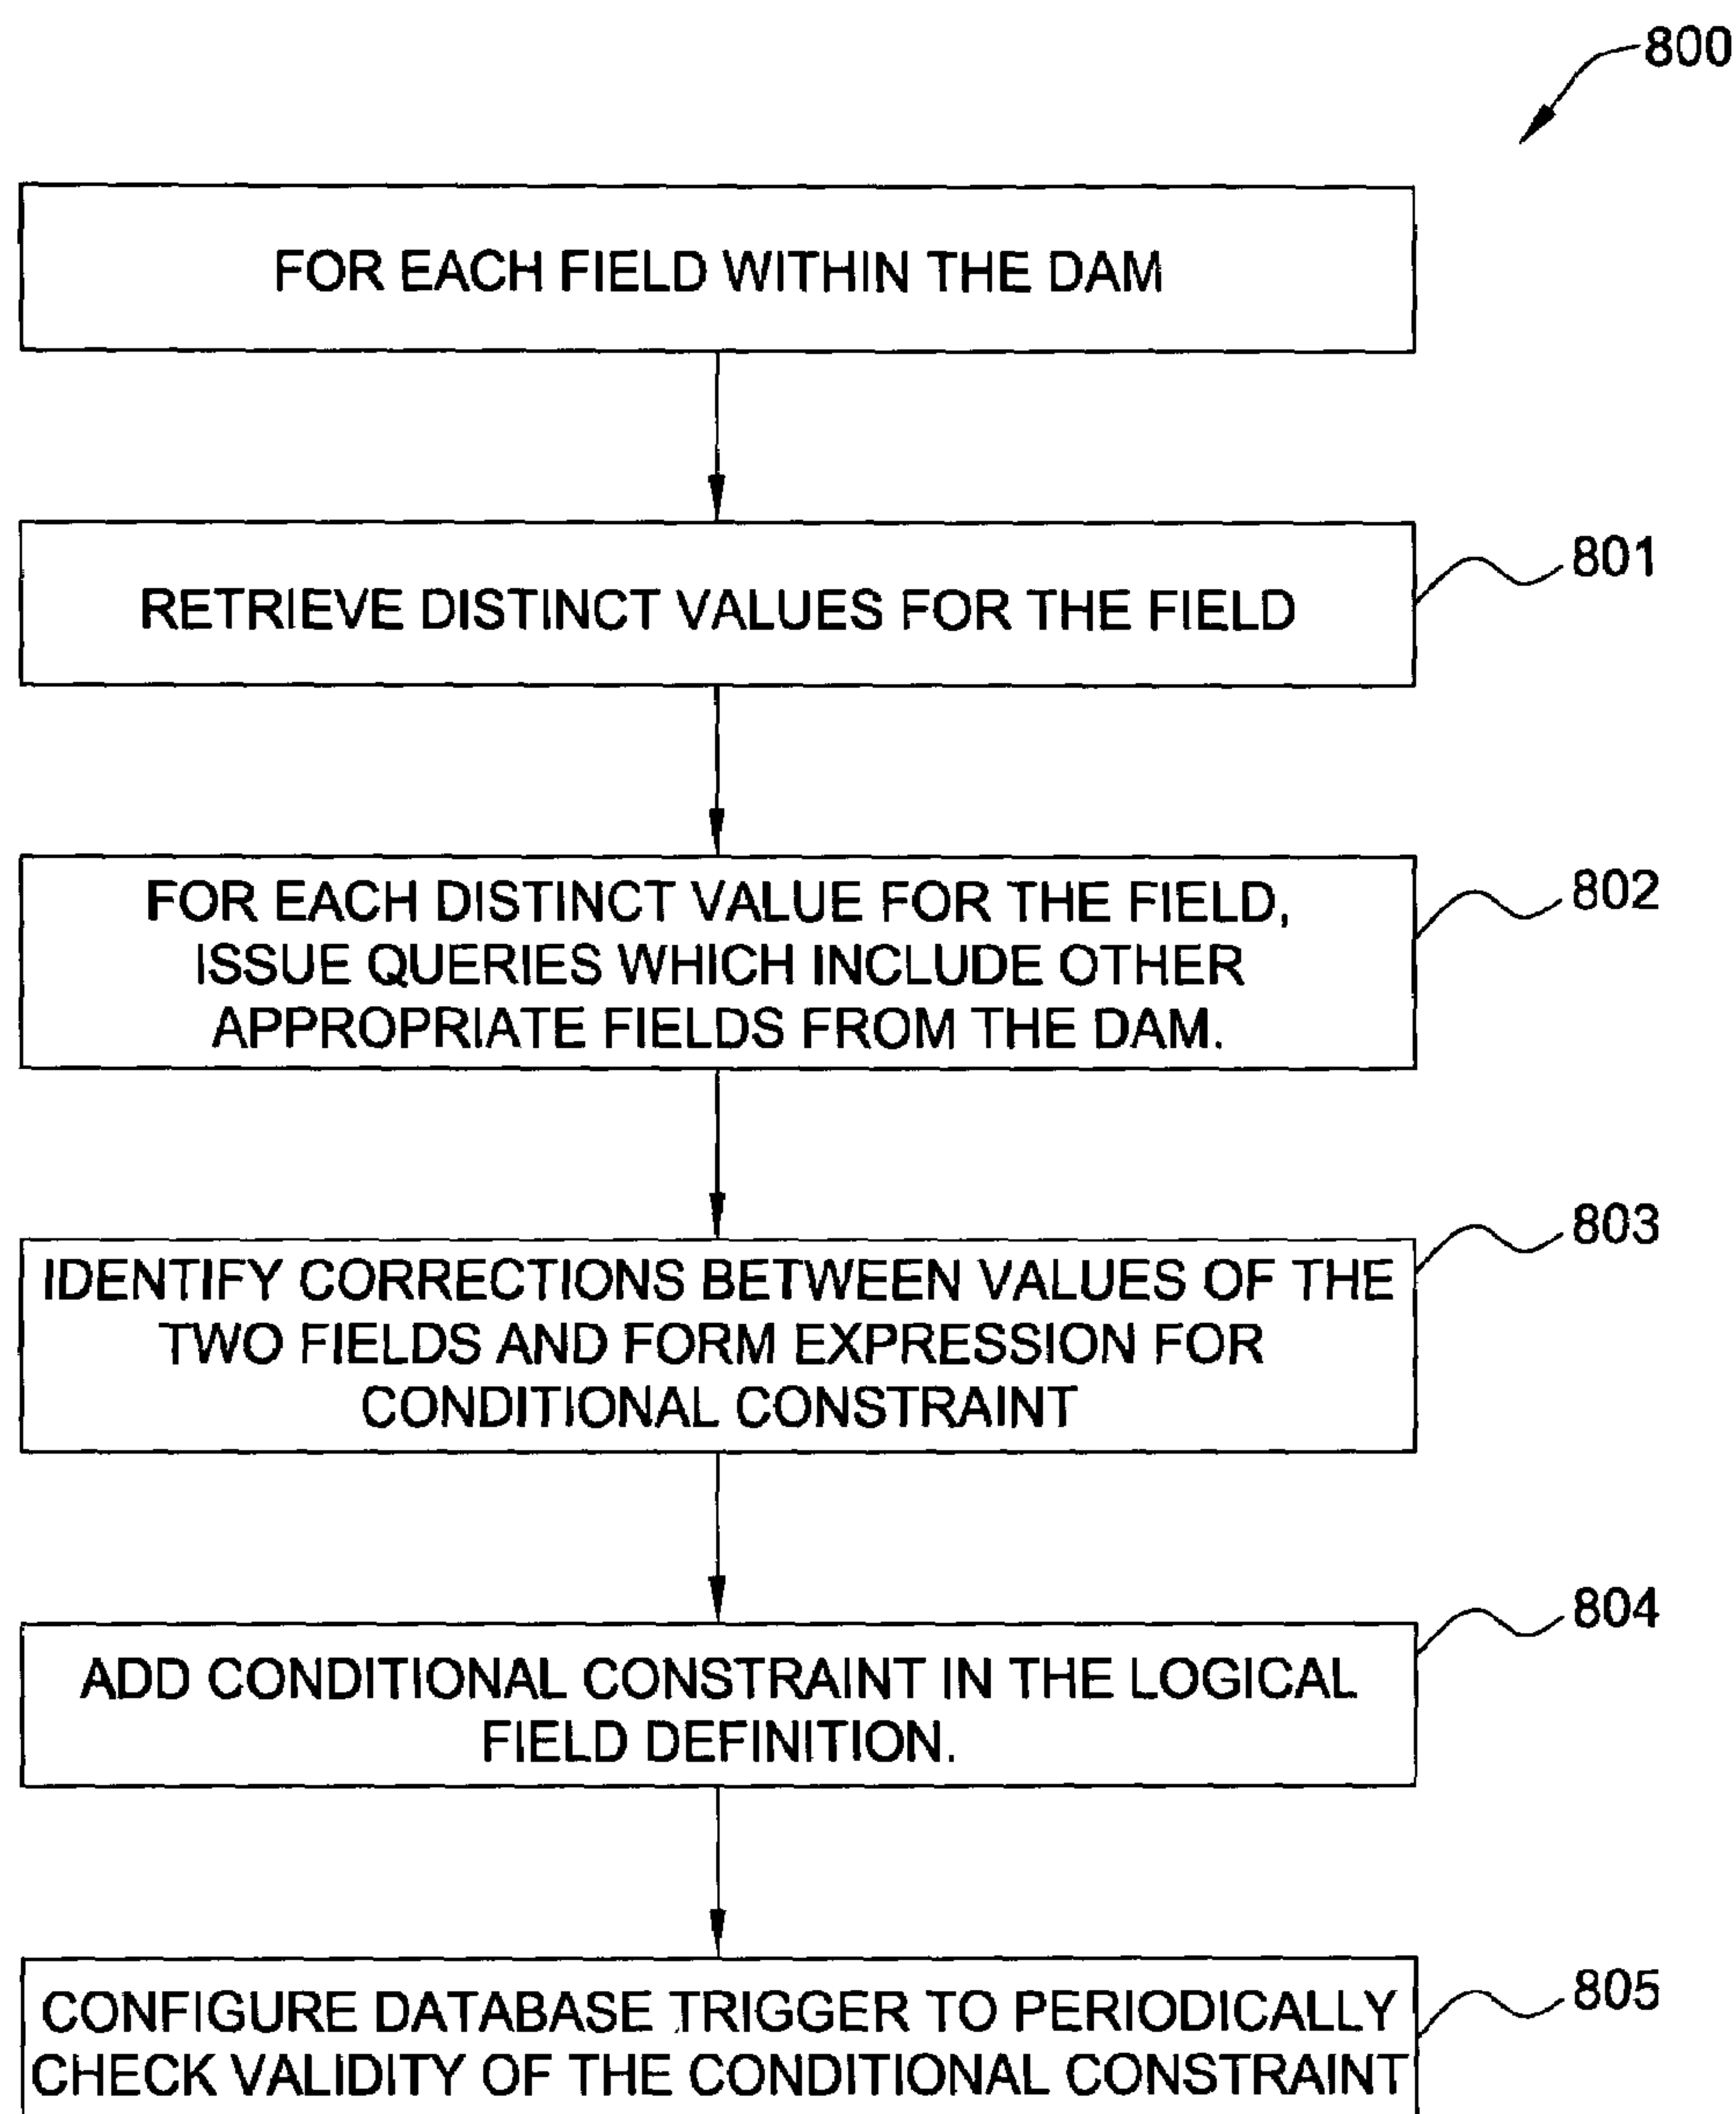 800
FOR EACH FIELD WITHIN THE DAM
RETRIEVE DISTINCT VALUES FOR THE FIELD
801
FOR EACH DISTINCT VALUE FOR THE FIELD,
ISSUE QUERIES WHICH INCLUDE OTHER
APPROPRIATE FIELDS FROM THE DAM.
802
IDENTIFY CORRECTIONS BETWEEN VALUES OF THE
TWO FIELDS AND FORM EXPRESSION FOR
CONDITIONAL CONSTRAINT
803
ADD CONDITIONAL CONSTRAINT IN THE LOGICAL
FIELD DEFINITION.
804
CONFIGURE DATABASE TRIGGER TO PERIODICALLY
CHECK VALIDITY OF THE CONDITIONAL CONSTRAINT
805